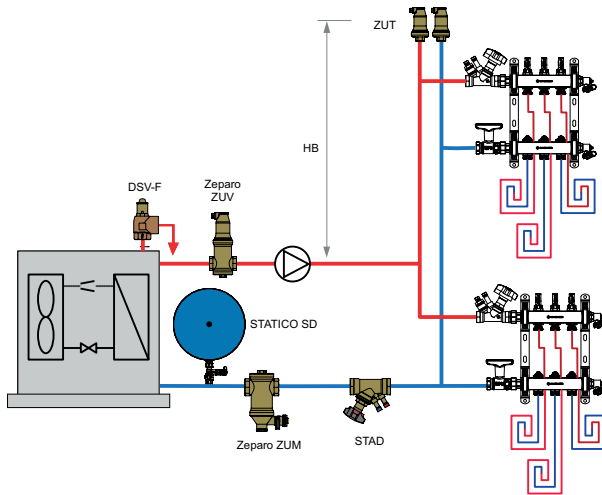 ZUT
HB
DSV-F
Zeparo
ZUV
STATICO SD
Zeparo ZUM
STAD